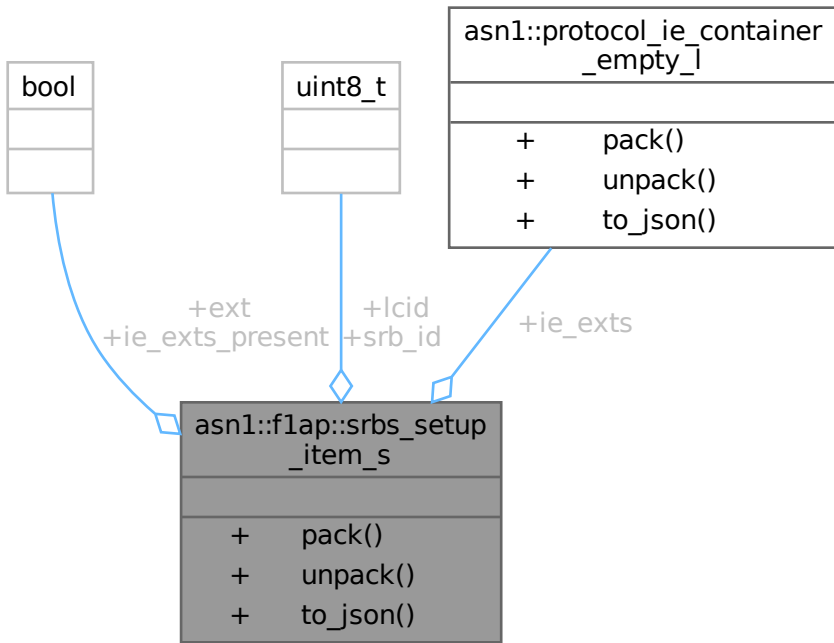 asn1::protocol_ie_container
_empty_l
+ pack()
+ unpack()
+ to_json()
bool
uint8_t
+ext
+ie_exts_present
+lcid
+srb_id
+ie_exts
asn1::f1ap::srbs_setup
_item_s
+ pack()
+ unpack()
+ to_json()